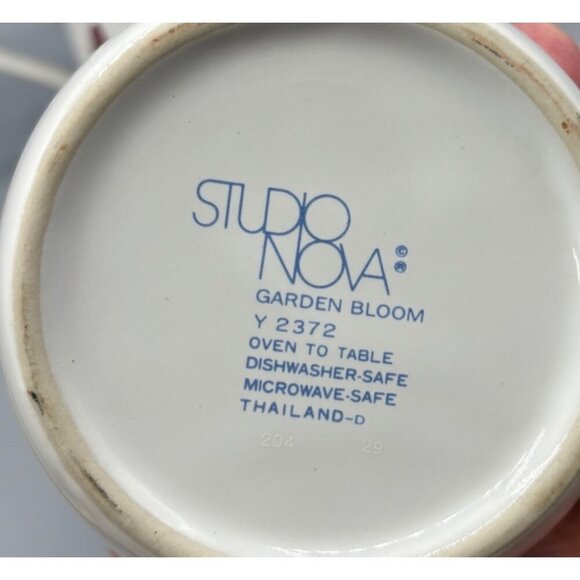 STUDIO
NOVA ©®
GARDEN BLOOM
Y 2372
OVEN TO TABLE
DISHWASHER-SAFE
MICROWAVE-SAFE
THAILAND-D
204 29